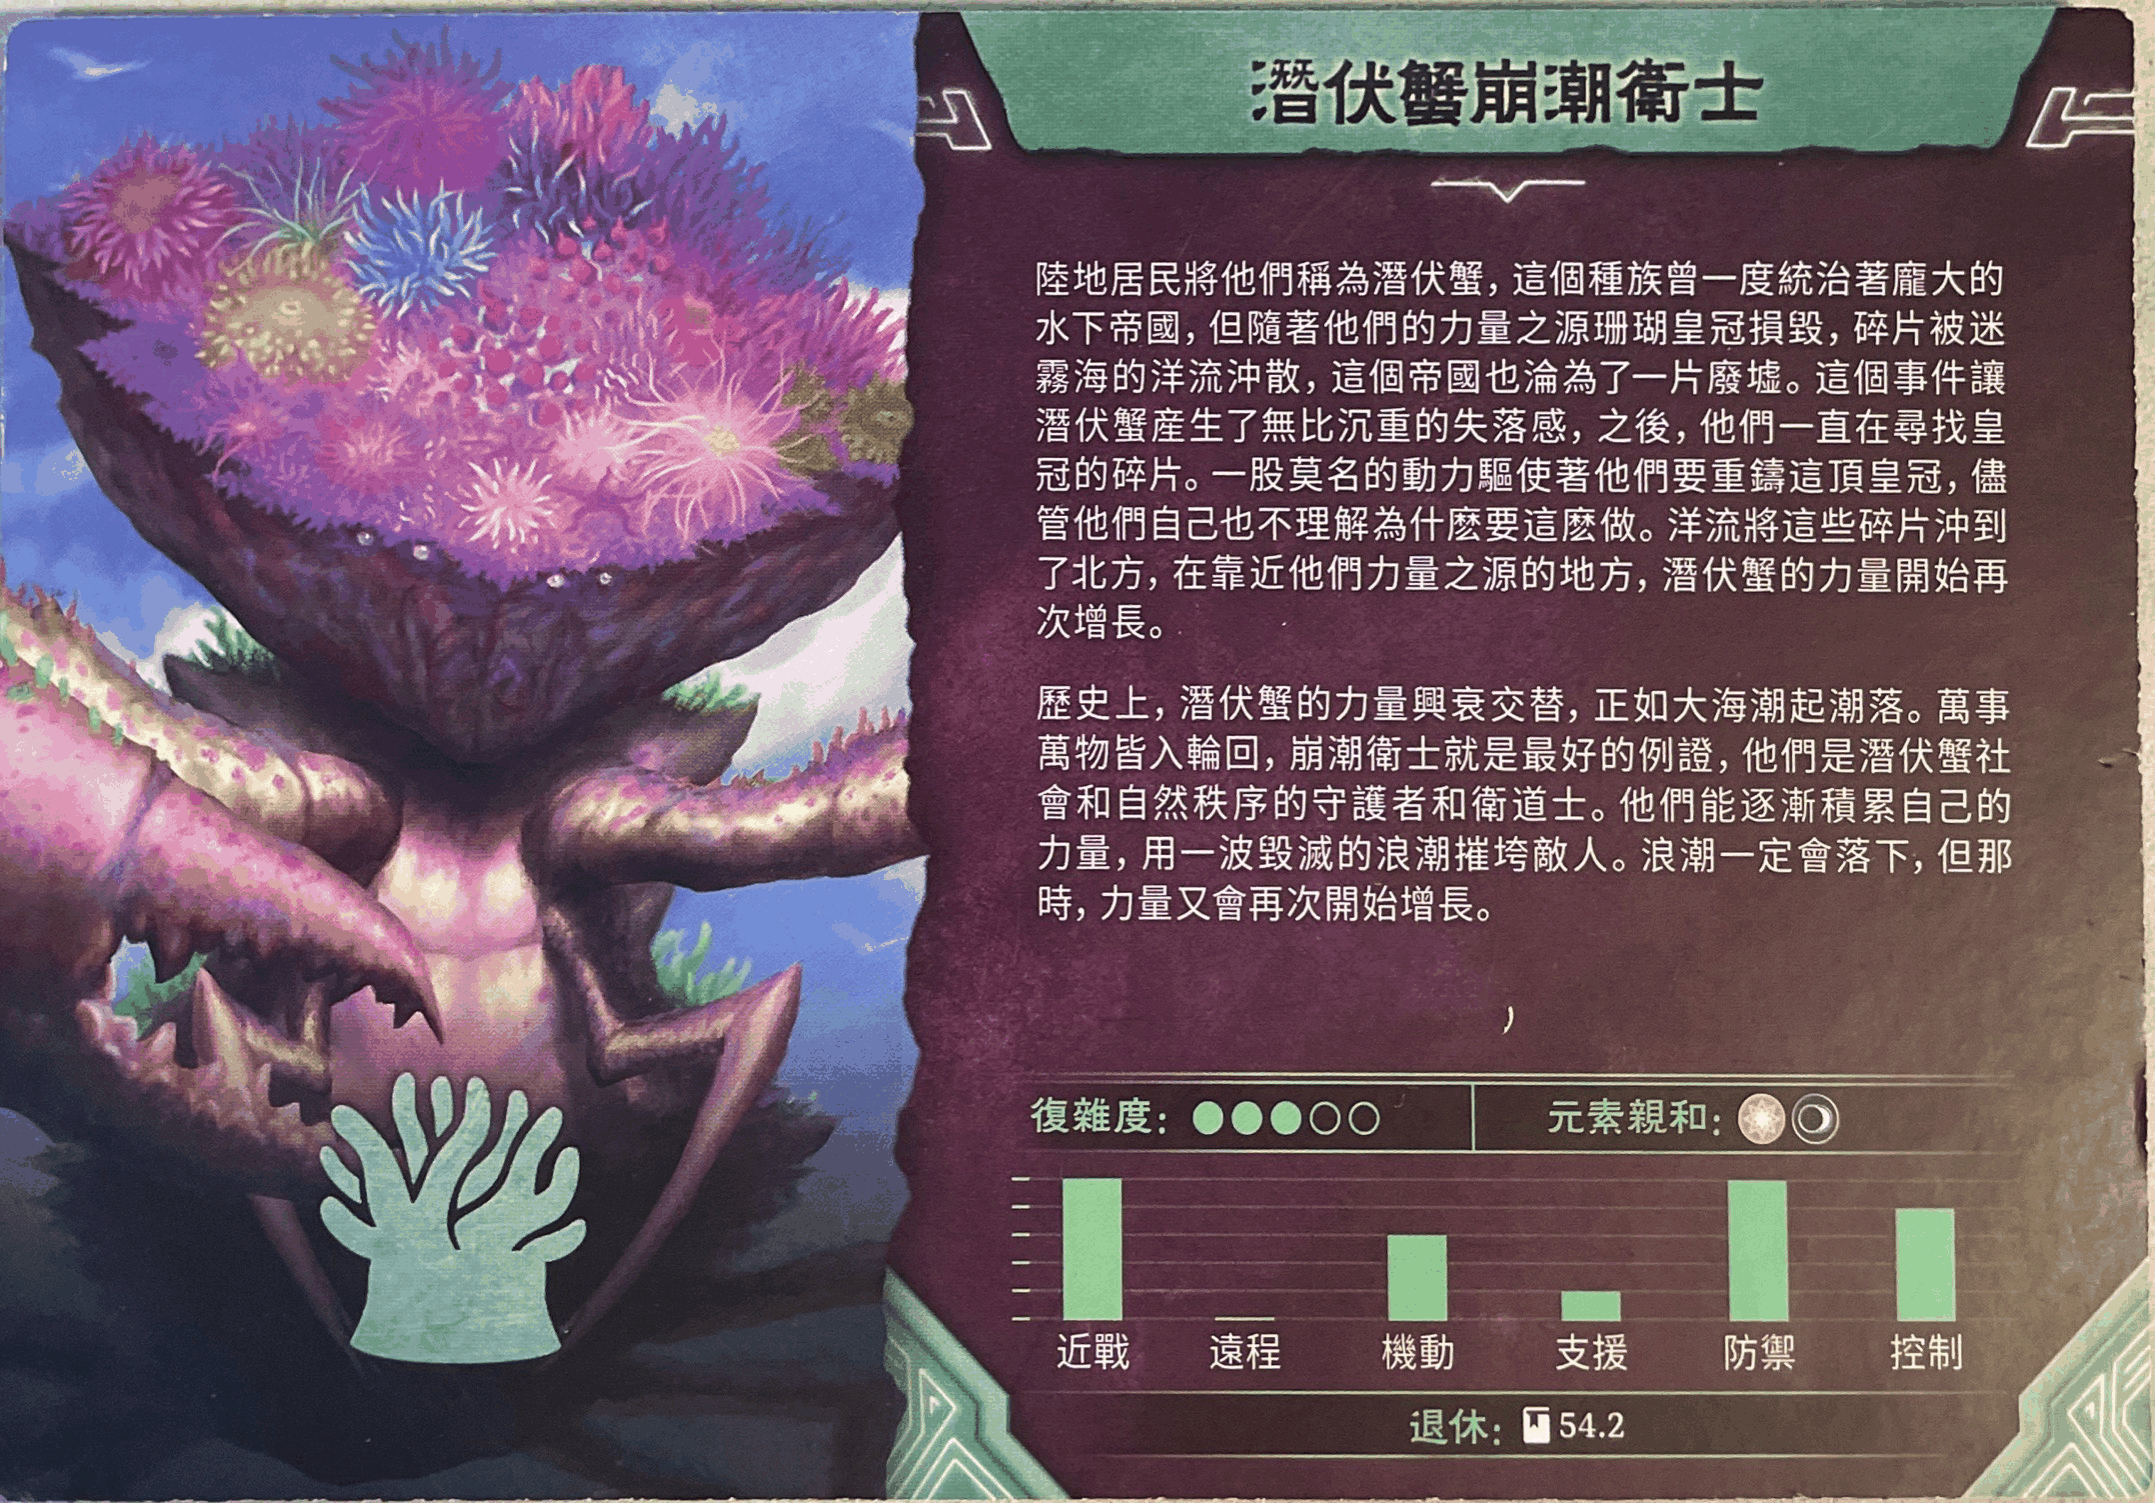 潛伏蟹崩潮衛士
陸地居民將他們稱為潛伏蟹，這個種族曾一度統治著龐大的
水下帝國，但隨著他們的力量之源珊瑚皇冠損毀，碎片被迷
霧海的洋流沖散，這個帝國也淪為了一片廢墟。這個事件讓
潛伏蟹產生了無比沉重的失落感，之後，他們一直在尋找皇
冠的碎片。一股莫名的動力驅使著他們要重鑄這頂皇冠，儘
管他們自己也不理解為什麽要這麽做。洋流將這些碎片沖到
了北方，在靠近他們力量之源的地方，潛伏蟹的力量開始再
次增長。
歷史上，潛伏蟹的力量興衰交替，正如大海潮起潮落。萬事
萬物皆入輪回，崩潮衛士就是最好的例證，他們是潛伏蟹社
會和自然秩序的守護者和衛道士。他們能逐漸積累自己的
力量，用一波毀滅的浪潮摧垮敵人。浪潮一定會落下，但那
時，力量又會再次開始增長。
復雜度： 元素親和：
近戰 遠程 機動 支援 防禦 控制
退休： 54.2